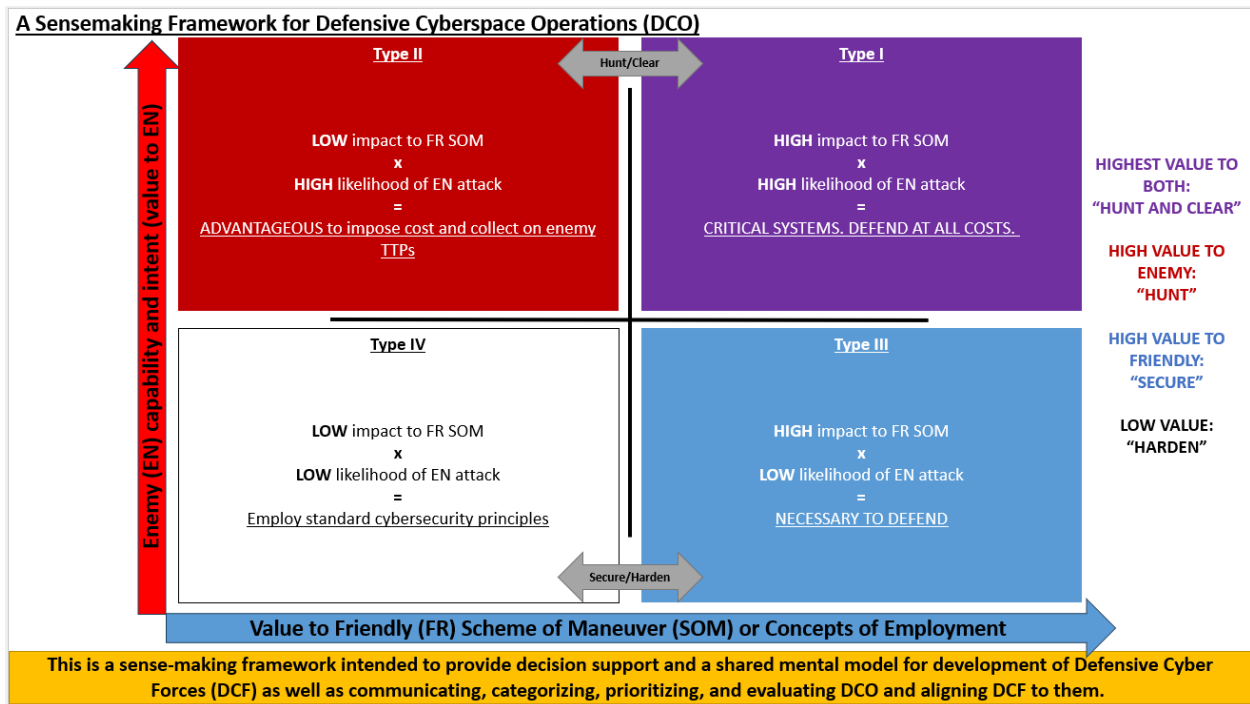 A Sensemaking Framework for Defensive Cyberspace Operations (DCO)
Enemy (EN) capability and intent (value to EN)
Type II
LOW impact to FR SOM
x
HIGH likelihood of EN attack
=
ADVANTAGEOUS to impose cost and collect on enemy
TTPs
Hunt/Clear
Type I
HIGH impact to FR SOM
x
HIGH likelihood of EN attack
=
CRITICAL SYSTEMS. DEFEND AT ALL COSTS.
Type IV
LOW impact to FR SOM
x
LOW likelihood of EN attack
=
Employ standard cybersecurity principles
Secure/Harden
Type III
HIGH impact to FR SOM
x
LOW likelihood of EN attack
=
NECESSARY TO DEFEND
HIGHEST VALUE TO
BOTH:
“HUNT AND CLEAR”
HIGH VALUE TO
ENEMY:
“HUNT”
HIGH VALUE TO
FRIENDLY:
“SECURE”
LOW VALUE:
“HARDEN”
Value to Friendly (FR) Scheme of Maneuver (SOM) or Concepts of Employment
This is a sense-making framework intended to provide decision support and a shared mental model for development of Defensive Cyber
Forces (DCF) as well as communicating, categorizing, prioritizing, and evaluating DCO and aligning DCF to them.